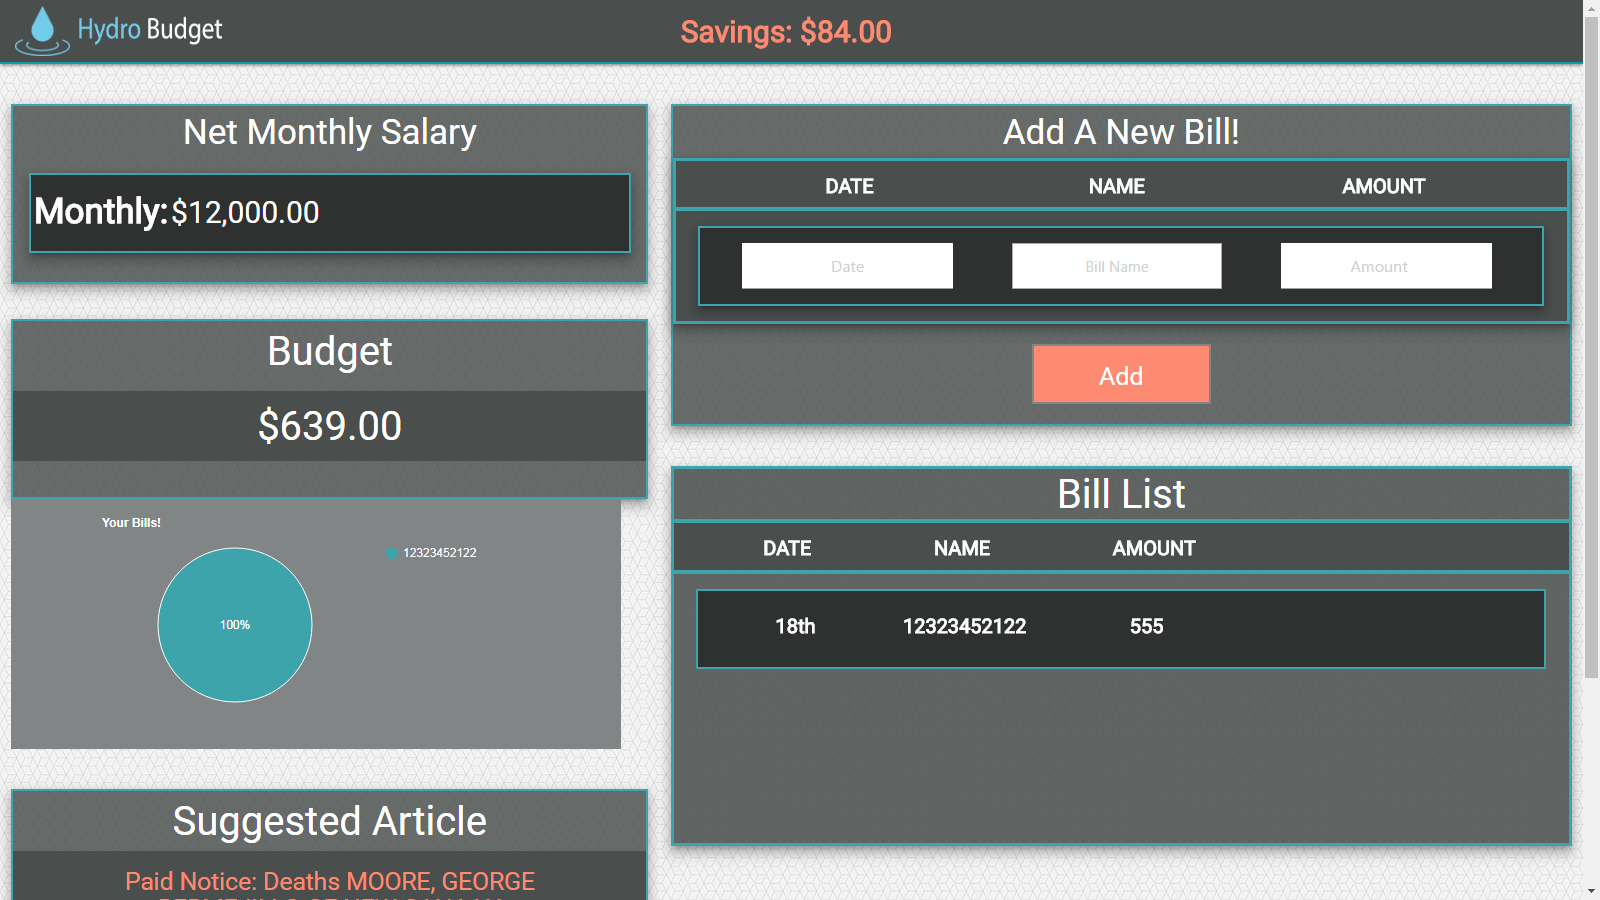 Hydro Budget
Savings: $84.00
Net Monthly Salary
Monthly: $12,000.00
Budget
$639.00
Your Bills!
12323452122
100%
Suggested Article
Paid Notice: Deaths MOORE, GEORGE
Add A New Bill!
DATE NAME AMOUNT
Date Bill Name Amount
Add
Bill List
DATE NAME AMOUNT
18th 12323452122 555